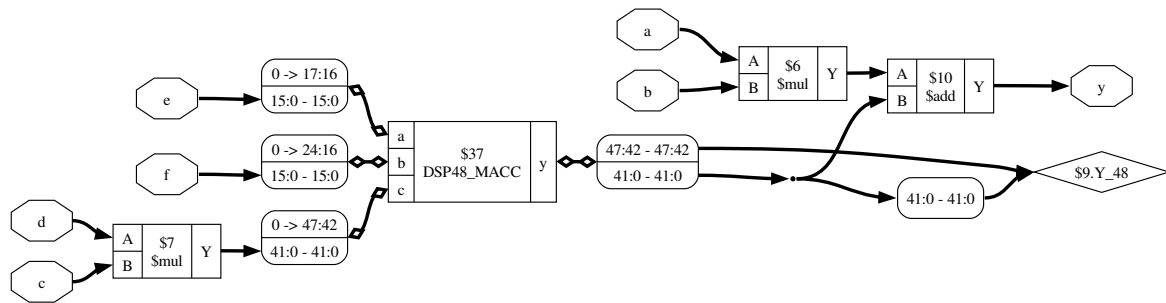 a
b
A
B
$6
$mul
Y
A
B
$10
$add
Y
y
e
0 -> 17:16
15:0 - 15:0
f
0 -> 24:16
15:0 - 15:0
a
b
c
$37
DSP48_MACC
y
47:42 - 47:42
41:0 - 41:0
41:0 - 41:0
$9.Y_48
d
c
A
B
$7
$mul
Y
0 -> 47:42
41:0 - 41:0